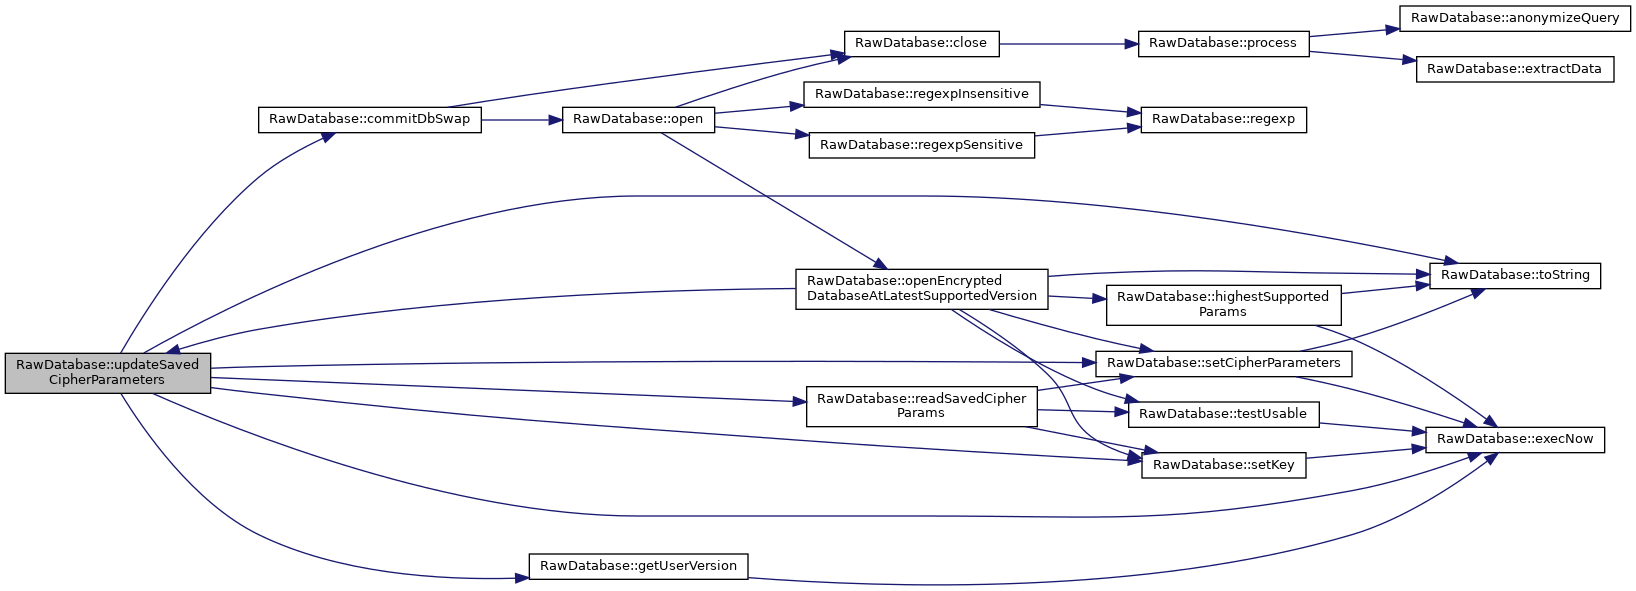 RawDatabase::anonymizeQuery
RawDatabase::close
RawDatabase::process
RawDatabase::extractData
RawDatabase::regexpInsensitive
RawDatabase::commitDbSwap
RawDatabase::open
RawDatabase::regexp
RawDatabase::regexpSensitive
RawDatabase::openEncrypted
DatabaseAtLatestSupportedVersion
RawDatabase::toString
RawDatabase::highestSupported
Params
RawDatabase::updateSaved
CipherParameters
RawDatabase::setCipherParameters
RawDatabase::readSavedCipher
Params
RawDatabase::testUsable
RawDatabase::execNow
RawDatabase::setKey
RawDatabase::getUserVersion